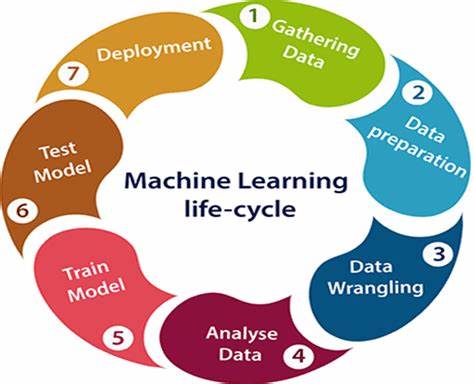 Machine Learning
life-cycle
1
Gathering
Data
2
Data
preparation
3
Data
Wrangling
4
Analyse
Data
5
Train
Model
6
Test
Model
7
Deployment